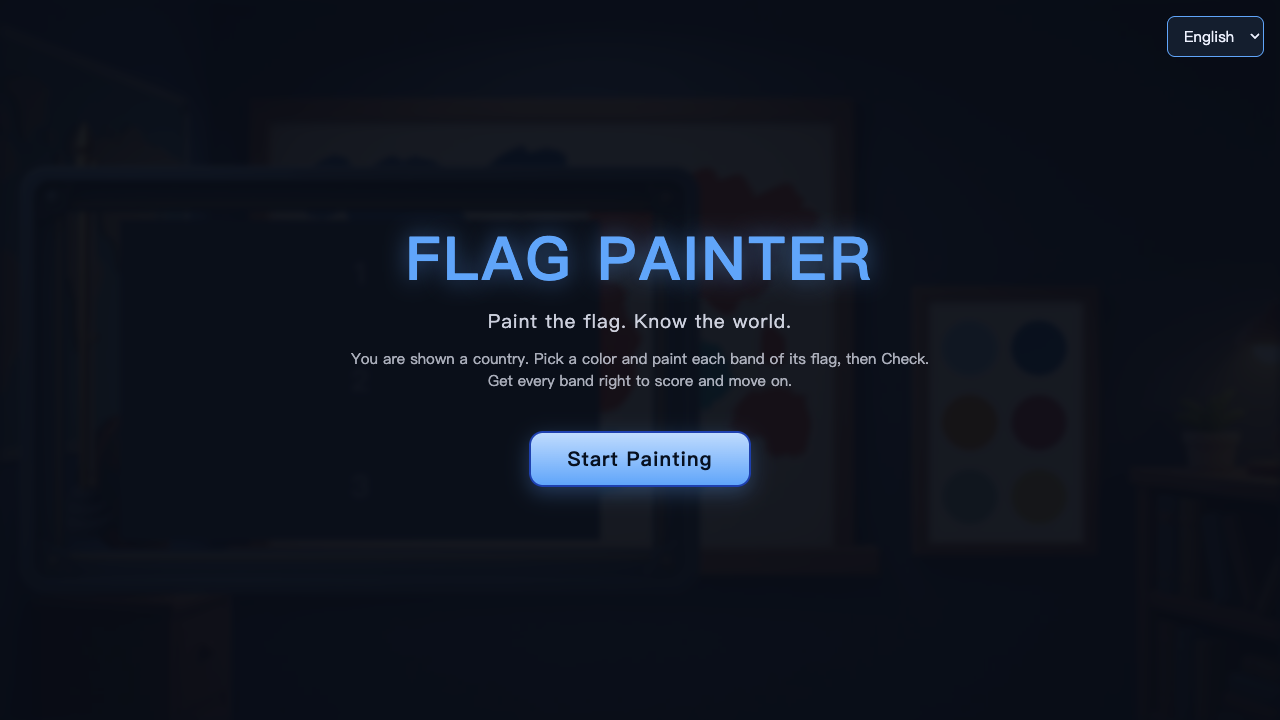 English
FLAG PAINTER
Paint the flag. Know the world.
You are shown a country. Pick a color and paint each band of its flag, then Check.
Get every band right to score and move on.
Start Painting